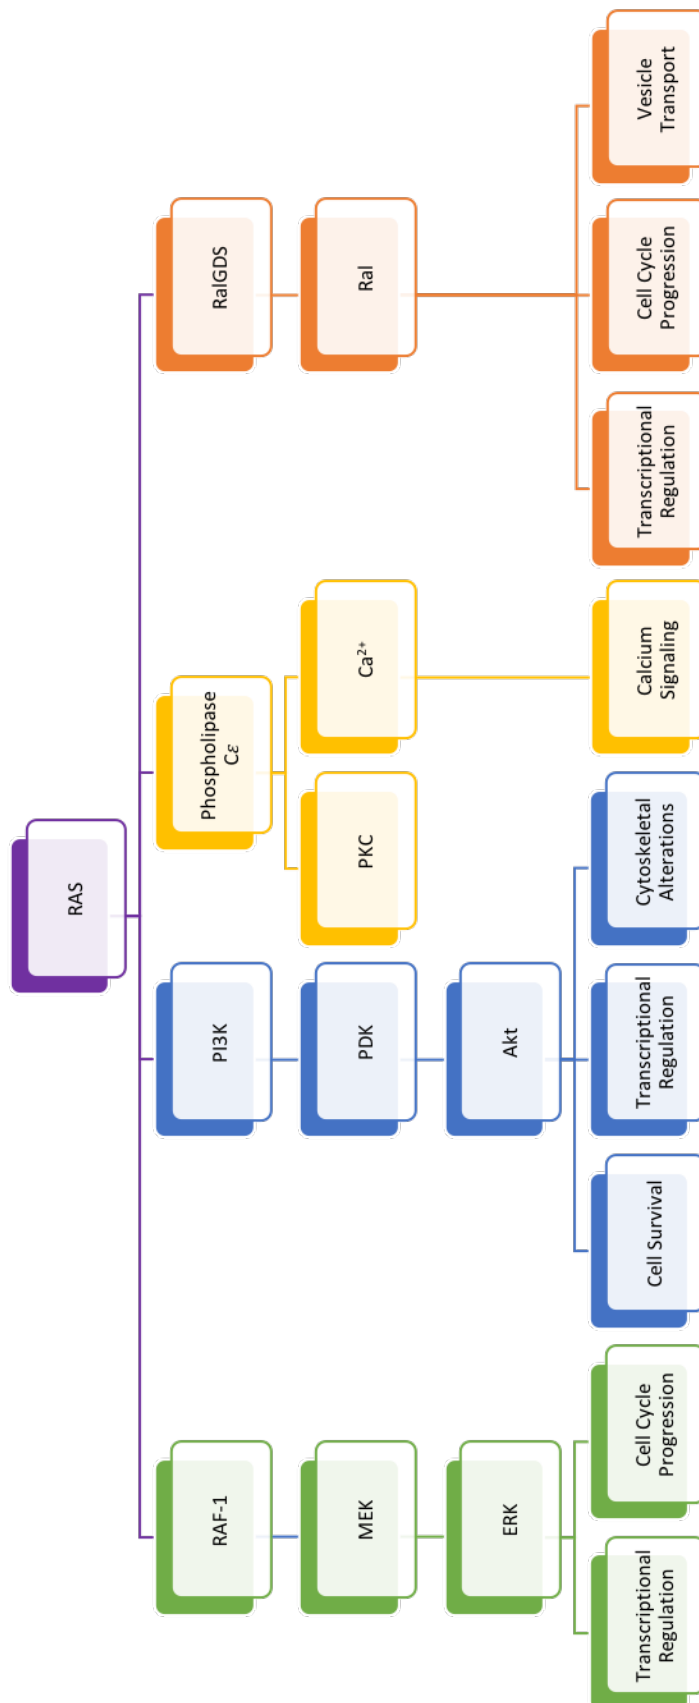 RAS
RAF-1
PI3K
Phospholipase
Cε
RalGDS
MEK
PDK
PKC
Ca²⁺
Ral
ERK
Akt
Transcriptional
Regulation
Cell Cycle
Progression
Cell Survival
Transcriptional
Regulation
Cytoskeletal
Alterations
Calcium
Signaling
Transcriptional
Regulation
Cell Cycle
Progression
Vesicle
Transport